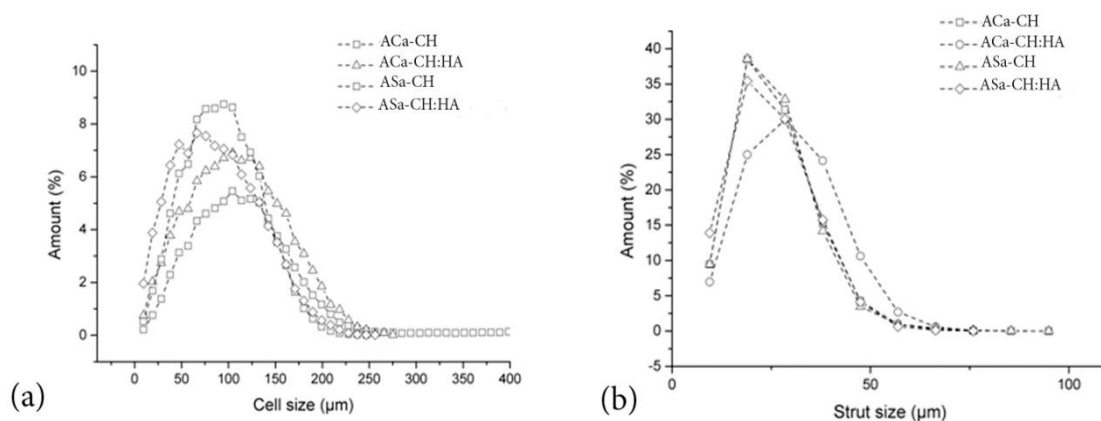 ACa-CH
ACa-CH:HA
ASa-CH
ASa-CH:HA
10
8
6
4
2
0
Amount (%)
0 50 100 150 200 250 300 350 400
Cell size (µm)
(a)
ACa-CH
ACa-CH:HA
ASa-CH
ASa-CH:HA
40
35
30
25
20
15
10
5
0
-5
Amount (%)
0 50 100
Strut size (µm)
(b)